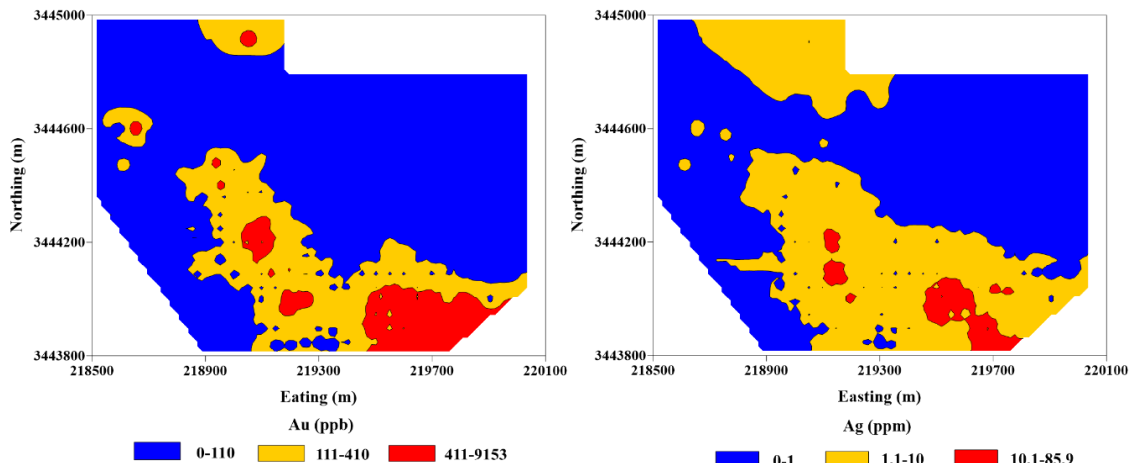 3445000
3444600
3444200
3443800
Northing (m)
218500 218900 219300 219700 220100
Eating (m)
Au (ppb)
0-110 111-410 411-9153
3445000
3444600
3444200
3443800
Northing (m)
218500 218900 219300 219700 220100
Easting (m)
Ag (ppm)
0-1 1.1-10 10.1-85.9